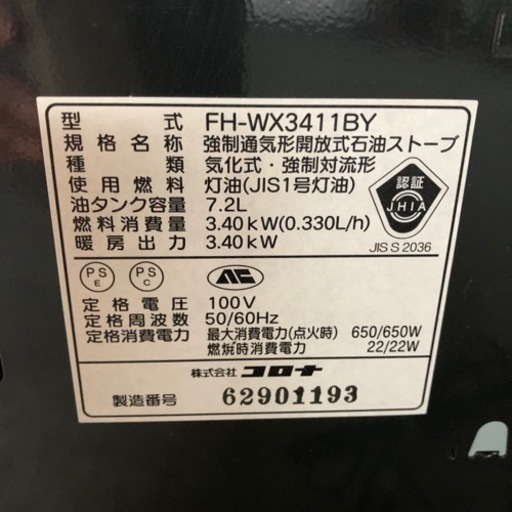 型式 FH-WX3411BY
規格名称 強制通気形開放式石油ストーブ
種類 気化式・強制対流形
使用燃料 灯油(JIS1号灯油)
油タンク容量 7.2L
燃料消費量 3.40kW(0.330L/h)
暖房出力 3.40kW
認証
JHIA
JIS S 2036
PS E
PS C
定格電圧 100V
定格周波数 50/60Hz
定格消費電力 最大消費電力(点火時) 650/650W
燃焼時消費電力 22/22W
株式会社 コロナ
製造番号 62901193